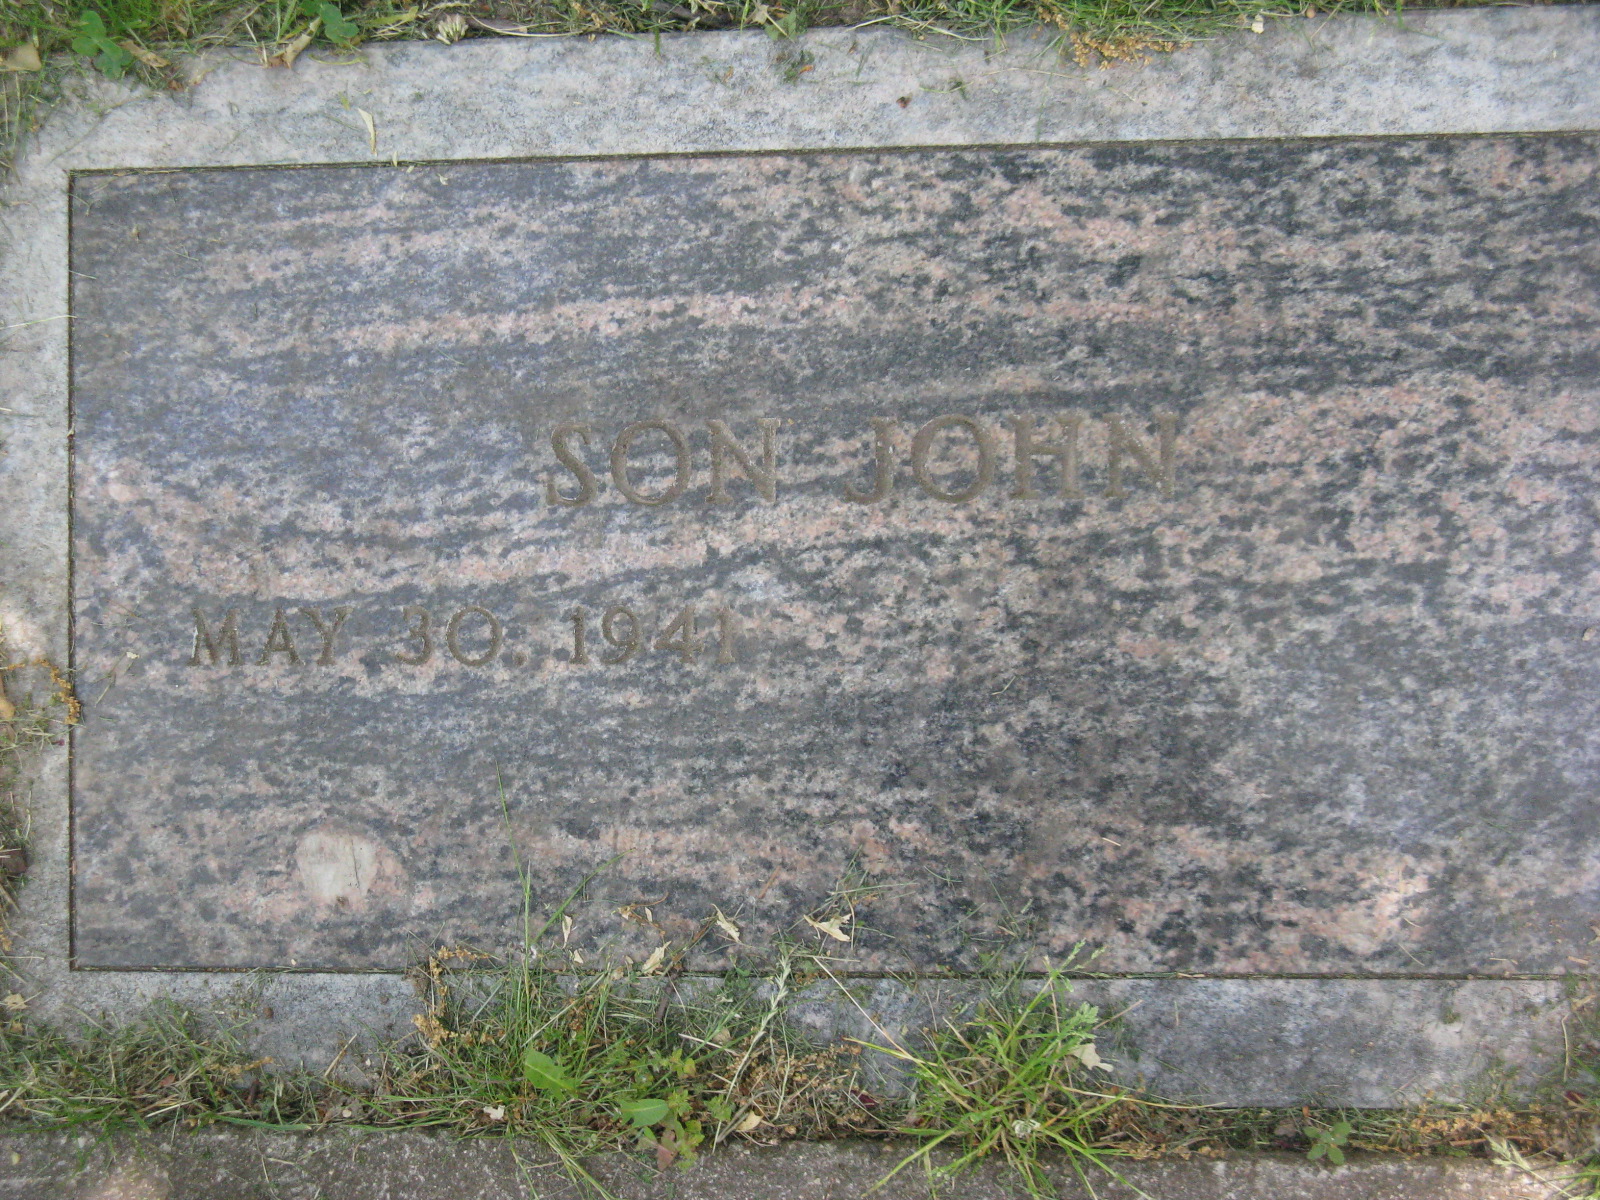 SON JOHN
MAY 30, 1941